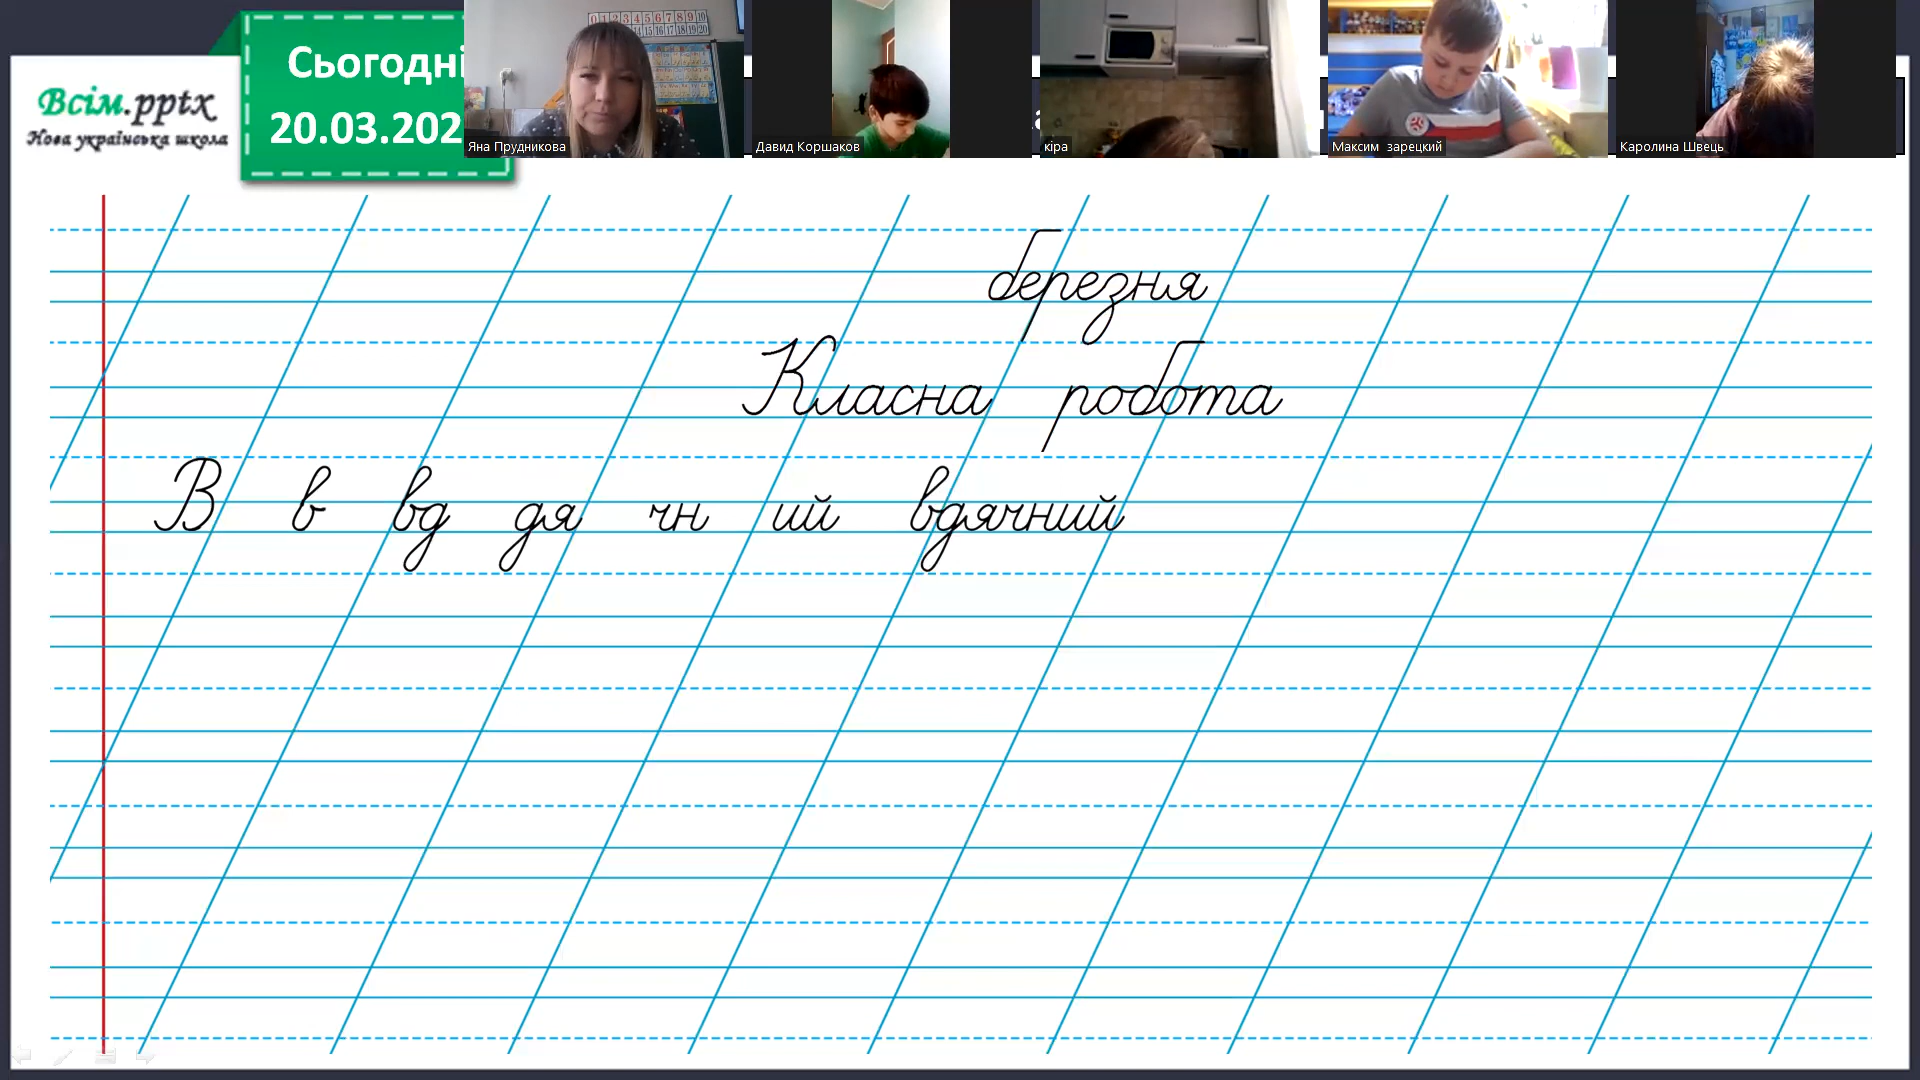 Сьогодні
20.03.202
Всім.pptx
Нова українська школа
Яна Прудникова
Давид Коршаков
кіра
Максим зарецкий
Каролина Швець
березня
Класна робота
В в вд дя чн ий вдячний